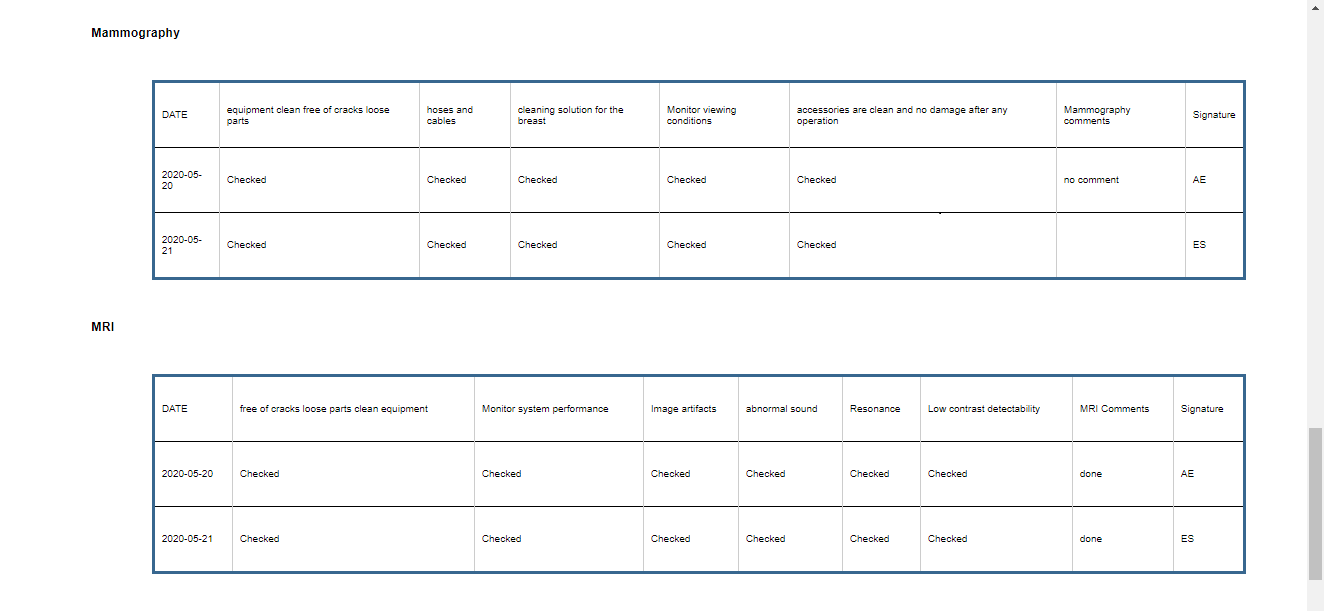 Mammography
DATE
equipment clean free of cracks loose
parts
hoses and
cables
cleaning solution for the
breast
Monitor viewing
conditions
accessories are clean and no damage after any
operation
Mammography
comments
Signature
2020-05-
20
Checked
Checked
Checked
Checked
Checked
no comment
AE
2020-05-
21
Checked
Checked
Checked
Checked
Checked
ES
MRI
DATE
free of cracks loose parts clean equipment
Monitor system performance
Image artifacts
abnormal sound
Resonance
Low contrast detectability
MRI Comments
Signature
2020-05-20
Checked
Checked
Checked
Checked
Checked
Checked
done
AE
2020-05-21
Checked
Checked
Checked
Checked
Checked
Checked
done
ES